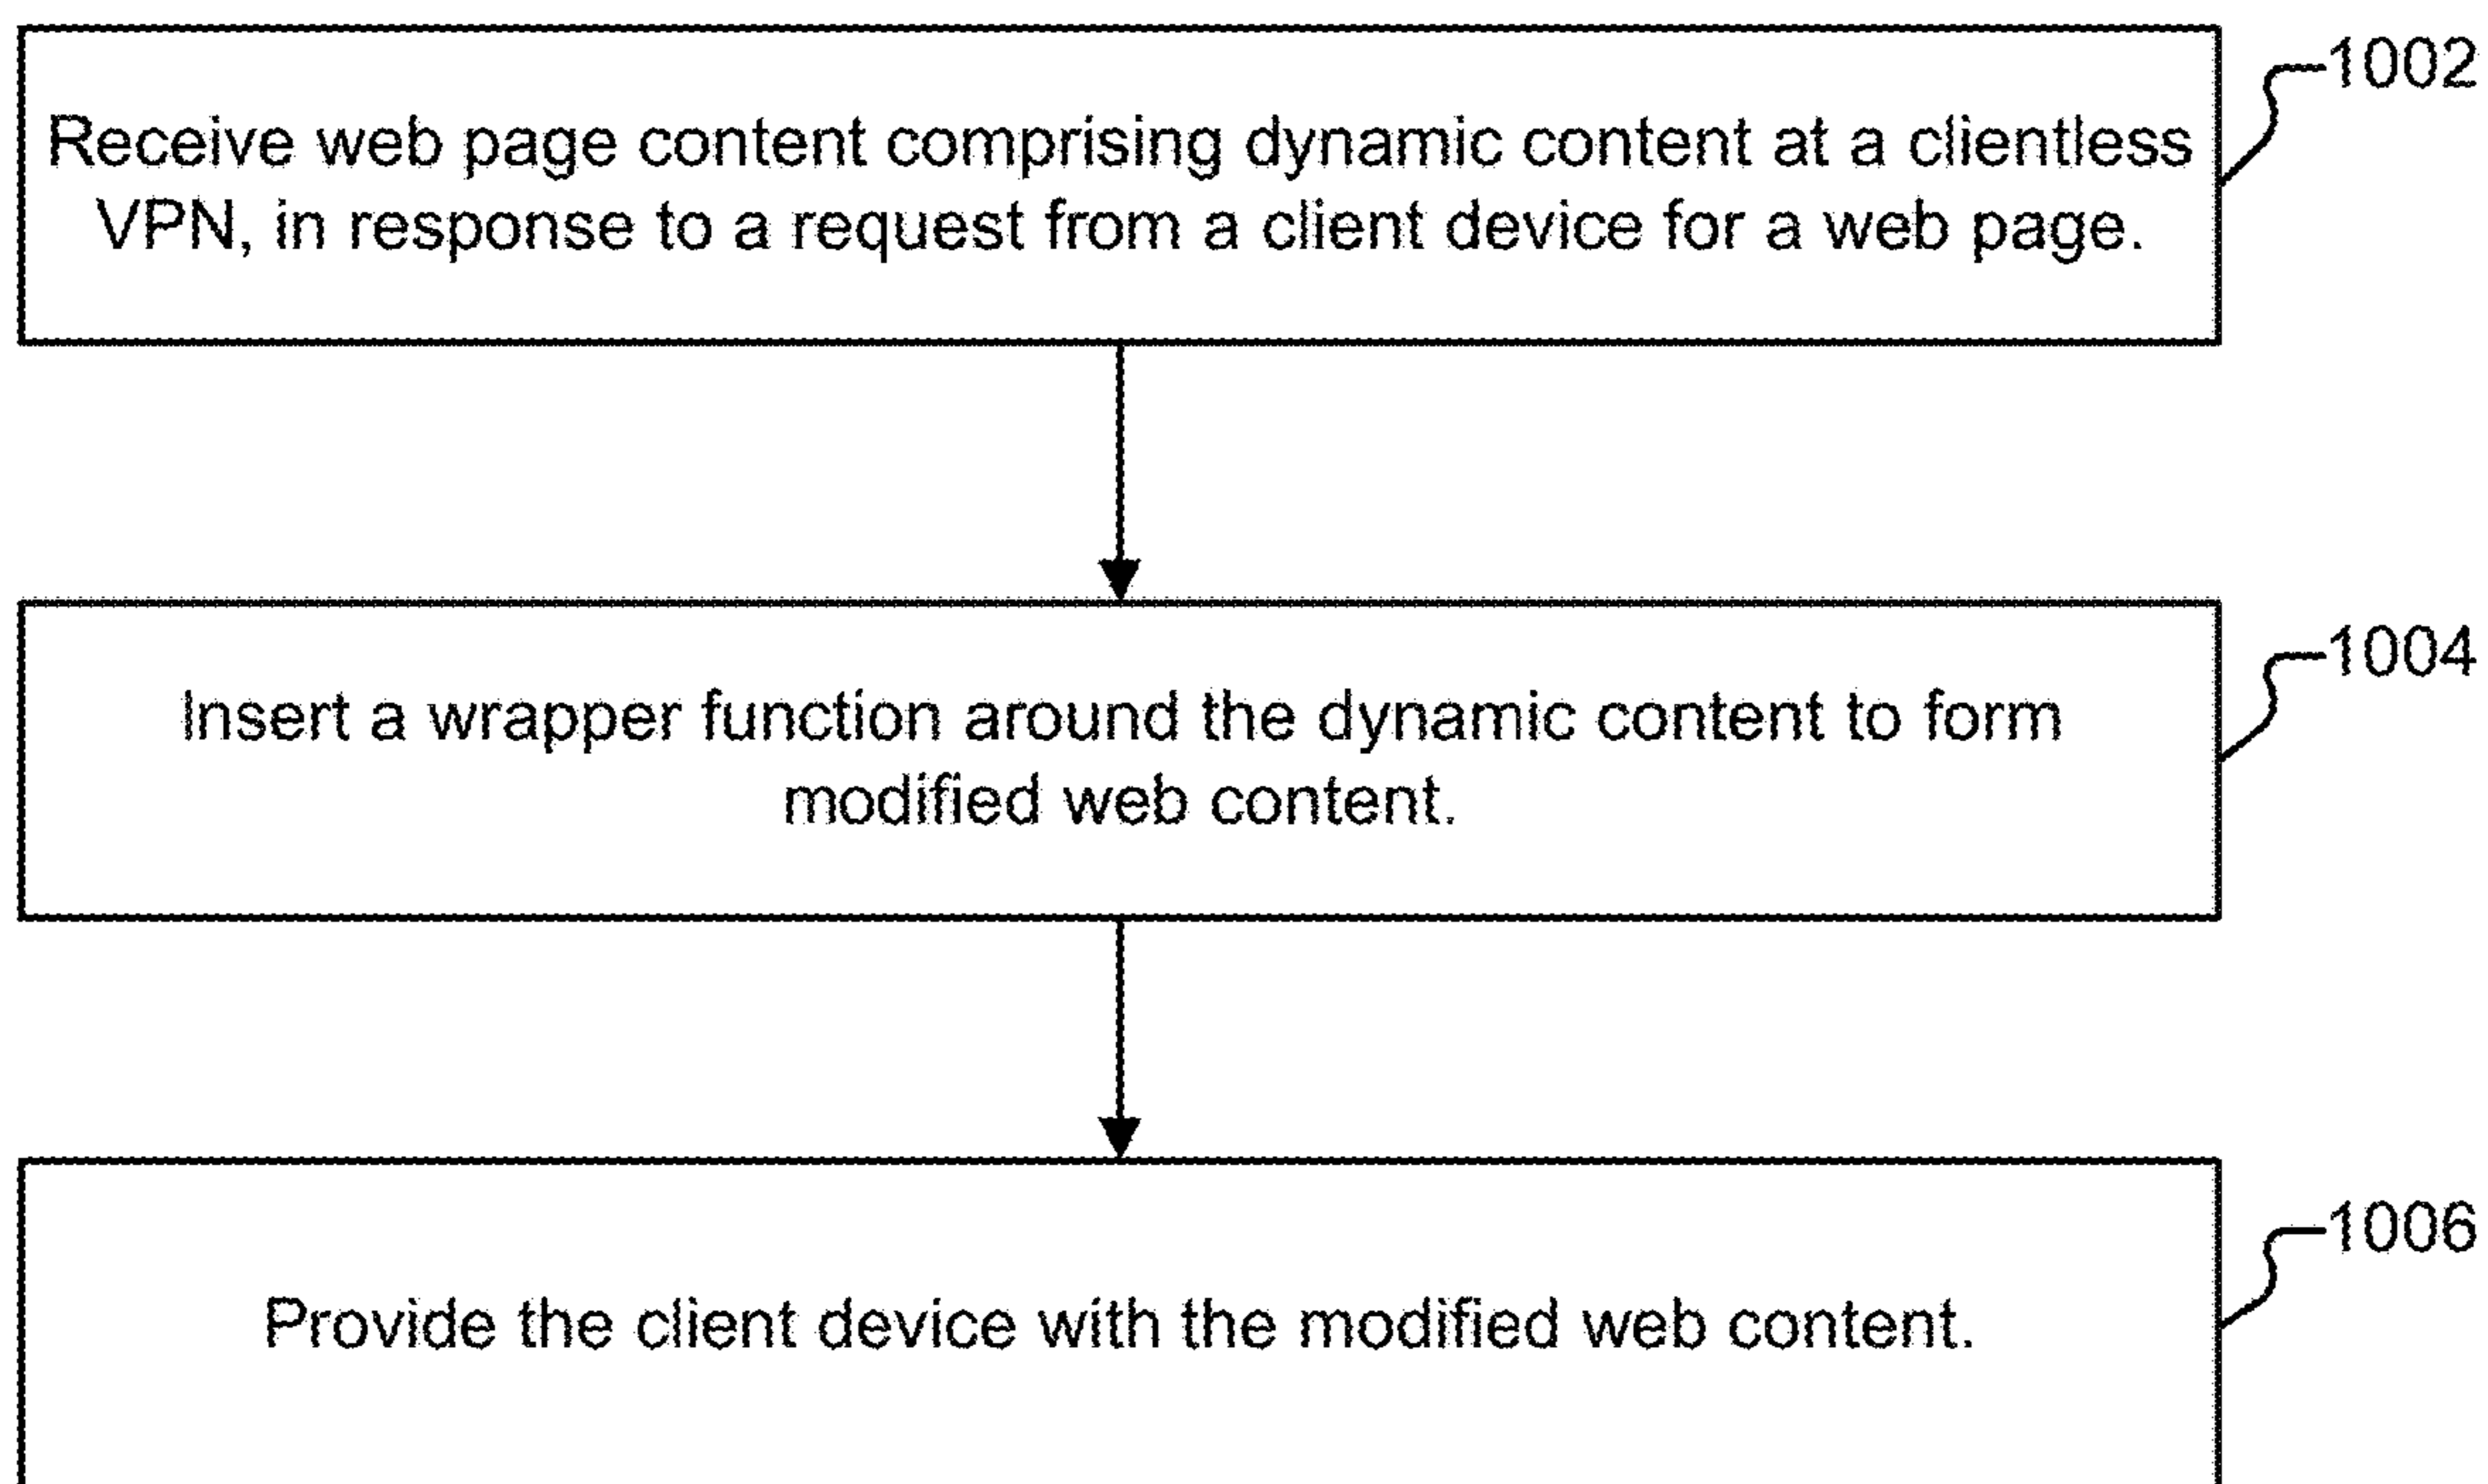 1002
Receive web page content comprising dynamic content at a clientless
VPN, in response to a request from a client device for a web page.
1004
Insert a wrapper function around the dynamic content to form
modified web content.
1006
Provide the client device with the modified web content.